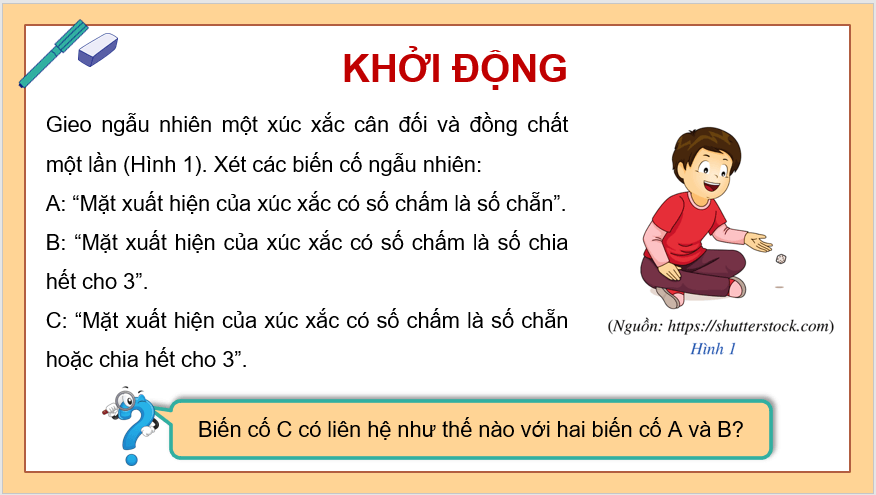 KHỞI ĐỘNG
Gieo ngẫu nhiên một xúc xắc cân đối và đồng chất
một lần (Hình 1). Xét các biến cố ngẫu nhiên:
A: “Mặt xuất hiện của xúc xắc có số chấm là số chẵn”.
B: “Mặt xuất hiện của xúc xắc có số chấm là số chia
hết cho 3”.
C: “Mặt xuất hiện của xúc xắc có số chấm là số chẵn
hoặc chia hết cho 3”.
(Nguồn: https://shutterstock.com)
Hình 1
Biến cố C có liên hệ như thế nào với hai biến cố A và B?